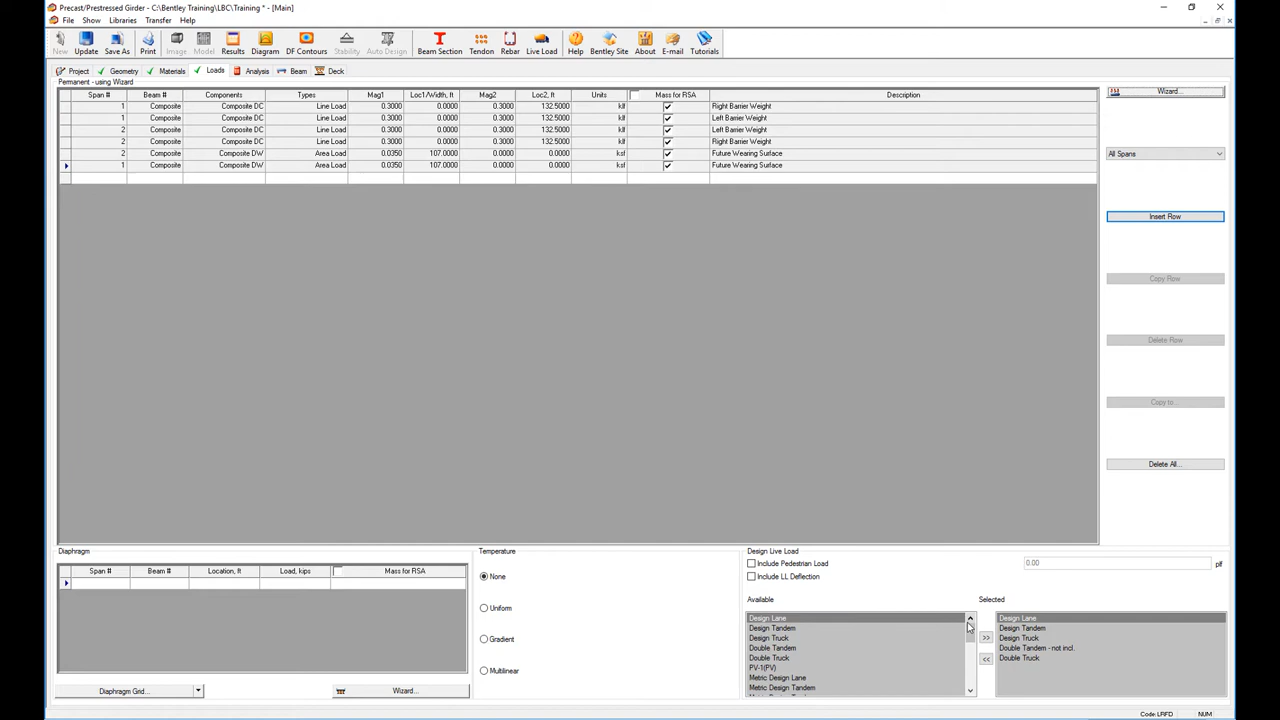 Precast/Prestressed Girder - C:\Bentley Training\LBC\Training * - [Main]
File Show Libraries Transfer Help
New Update Save As Print Image Model Results Diagram DF Contours Stability Auto Design Beam Section Tendon Rebar Live Load Help Bentley Site About E-mail Tutorials
Project Geometry Materials Loads Analysis Beam Deck
Permanent - using Wizard
Span # Beam # Components Types Mag1 Loc1/Width, ft Mag2 Loc2, ft Units Mass for RSA Description
1 Composite Composite DC Line Load 0.3000 0.0000 0.3000 132.5000 klf Right Barrier Weight
1 Composite Composite DC Line Load 0.3000 0.0000 0.3000 132.5000 klf Left Barrier Weight
2 Composite Composite DC Line Load 0.3000 0.0000 0.3000 132.5000 klf Left Barrier Weight
2 Composite Composite DC Line Load 0.3000 0.0000 0.3000 132.5000 klf Right Barrier Weight
2 Composite Composite DW Area Load 0.0350 107.0000 0.0000 0.0000 ksf Future Wearing Surface
1 Composite Composite DW Area Load 0.0350 107.0000 0.0000 0.0000 ksf Future Wearing Surface
Wizard...
All Spans
Insert Row
Copy Row
Delete Row
Copy to...
Delete All...
Diaphragm
Span # Beam # Location, ft Load, kips Mass for RSA
Diaphragm Grid... Wizard...
Temperature
None
Uniform
Gradient
Multilinear
Design Live Load
Include Pedestrian Load 0.00 plf
Include LL Deflection
Available
Design Lane
Design Tandem
Design Truck
Double Tandem
Double Truck
PV-1(PV)
Metric Design Lane
Metric Design Tandem
>>
<<
Selected
Design Lane
Design Tandem
Design Truck
Double Tandem - not incl.
Double Truck
Code:LRFD NUM